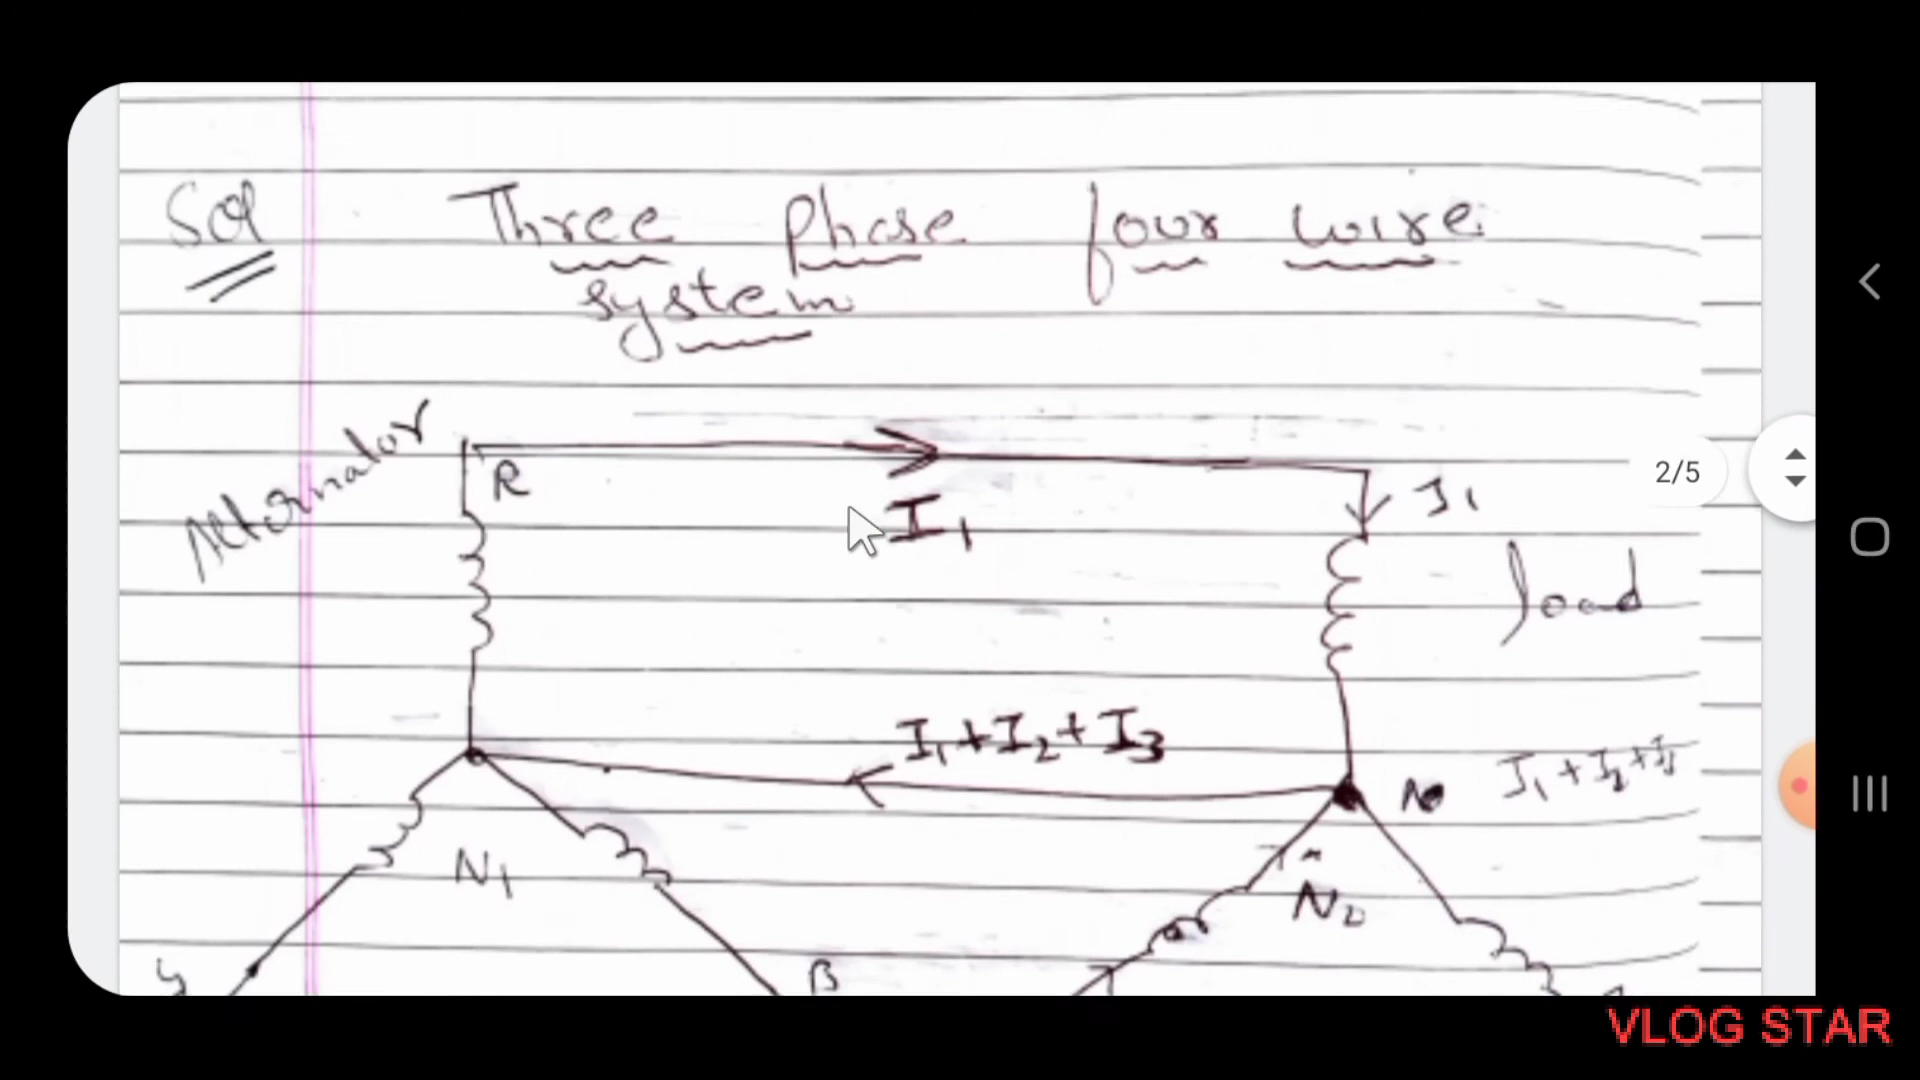 Sol Three Phase four wire
system
Alternator
R
I₁
I₁
load
2/5
I₁+I₂+I₃
N
I₁+I₂+I₃
N₁
N₂
Y
B
VLOG STAR